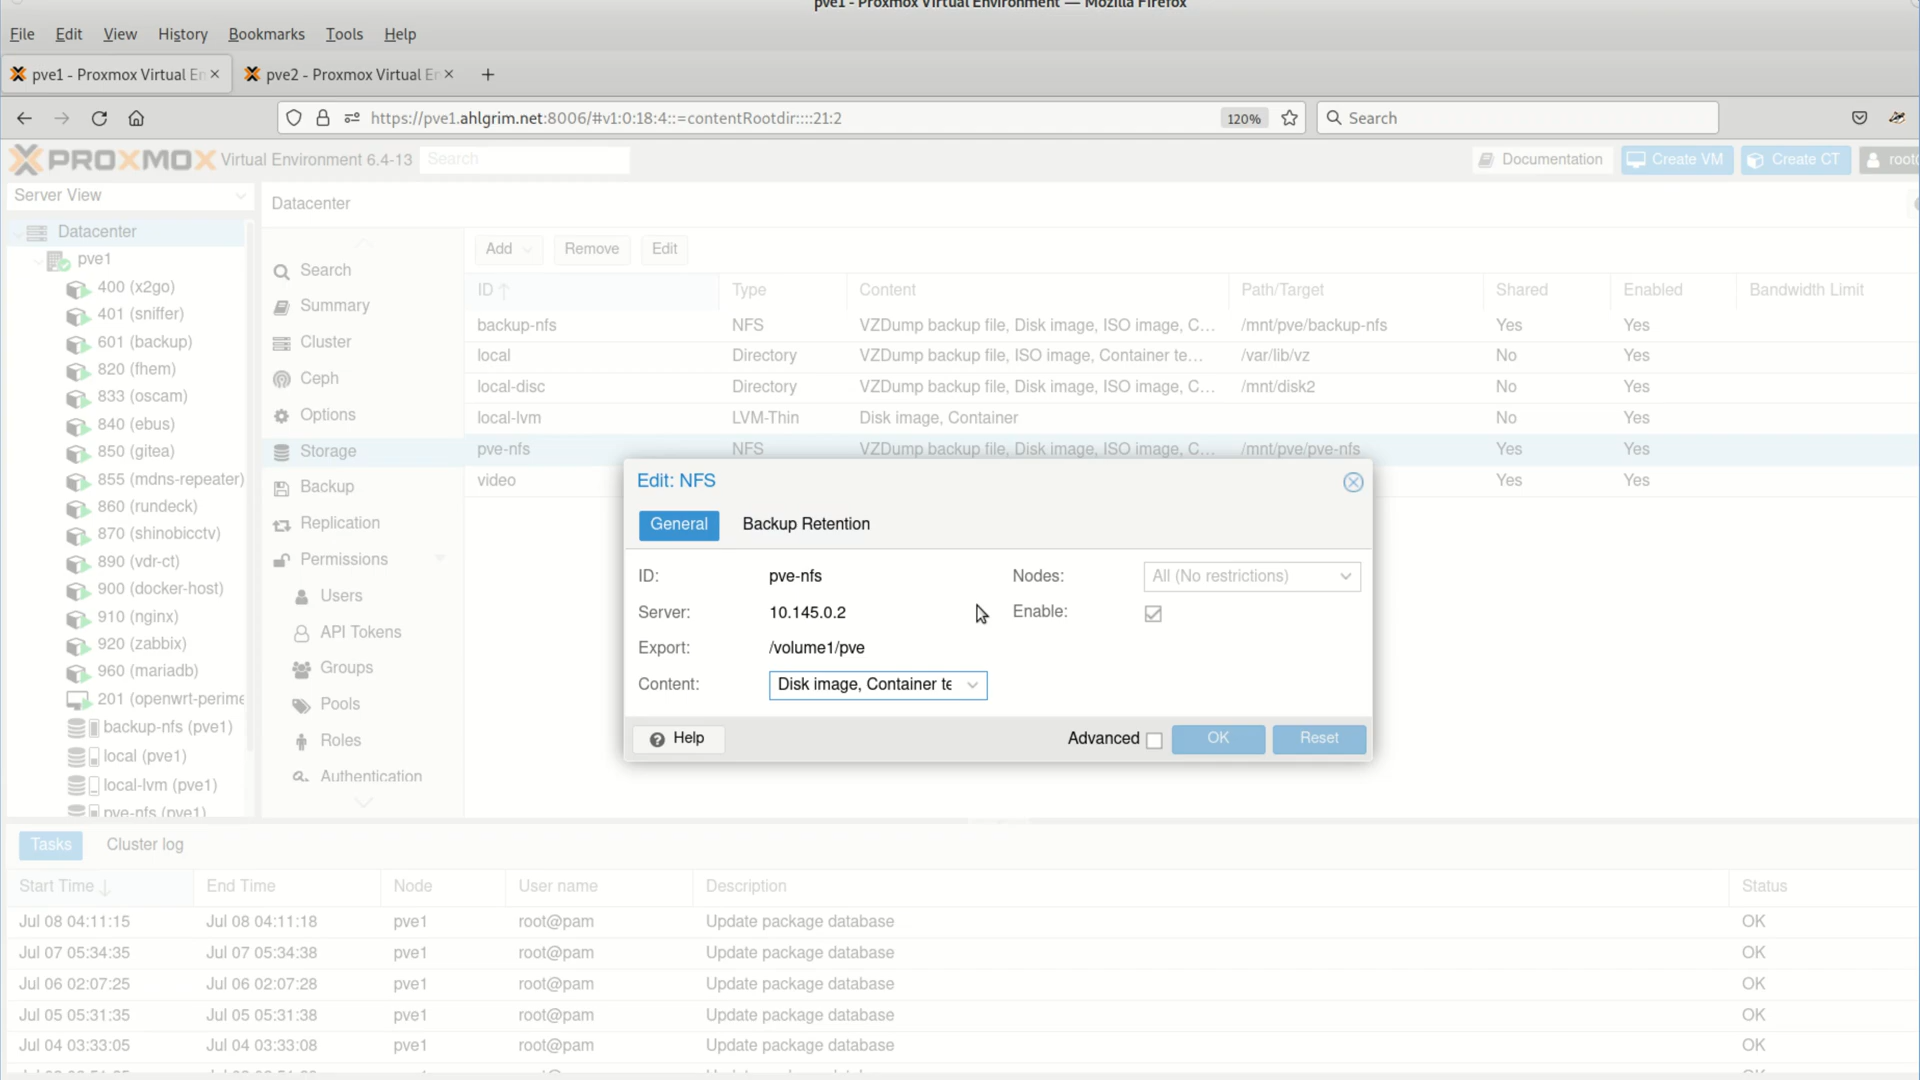 pve1 - Proxmox Virtual Environment — Mozilla Firefox
File Edit View History Bookmarks Tools Help
pve1 - Proxmox Virtual En
pve2 - Proxmox Virtual En
https://pve1.ahlgrim.net:8006/#v1:0:18:4::=contentRootdir::::21:2
120%
Search
PROXMOX Virtual Environment 6.4-13
Search
Documentation
Create VM
Create CT
root
Server View
Datacenter
pve1
400 (x2go)
401 (sniffer)
601 (backup)
820 (fhem)
833 (oscam)
840 (ebus)
850 (gitea)
855 (mdns-repeater)
860 (rundeck)
870 (shinobicctv)
890 (vdr-ct)
900 (docker-host)
910 (nginx)
920 (zabbix)
960 (mariadb)
201 (openwrt-perime
backup-nfs (pve1)
local (pve1)
local-lvm (pve1)
pve-nfs (pve1)
Datacenter
Search
Summary
Cluster
Ceph
Options
Storage
Backup
Replication
Permissions
Users
API Tokens
Groups
Pools
Roles
Authentication
Add Remove Edit
ID Type Content Path/Target Shared Enabled Bandwidth Limit
backup-nfs NFS VZDump backup file, Disk image, ISO image, C... /mnt/pve/backup-nfs Yes Yes
local Directory VZDump backup file, ISO image, Container te... /var/lib/vz No Yes
local-disc Directory VZDump backup file, Disk image, ISO image, C... /mnt/disk2 No Yes
local-lvm LVM-Thin Disk image, Container No Yes
pve-nfs NFS VZDump backup file, Disk image, ISO image, C... /mnt/pve/pve-nfs Yes Yes
video Yes Yes
Edit: NFS
General Backup Retention
ID: pve-nfs Nodes: All (No restrictions)
Server: 10.145.0.2 Enable:
Export: /volume1/pve
Content: Disk image, Container te
Help Advanced OK Reset
Tasks Cluster log
Start Time End Time Node User name Description Status
Jul 08 04:11:15 Jul 08 04:11:18 pve1 root@pam Update package database OK
Jul 07 05:34:35 Jul 07 05:34:38 pve1 root@pam Update package database OK
Jul 06 02:07:25 Jul 06 02:07:28 pve1 root@pam Update package database OK
Jul 05 05:31:35 Jul 05 05:31:38 pve1 root@pam Update package database OK
Jul 04 03:33:05 Jul 04 03:33:08 pve1 root@pam Update package database OK